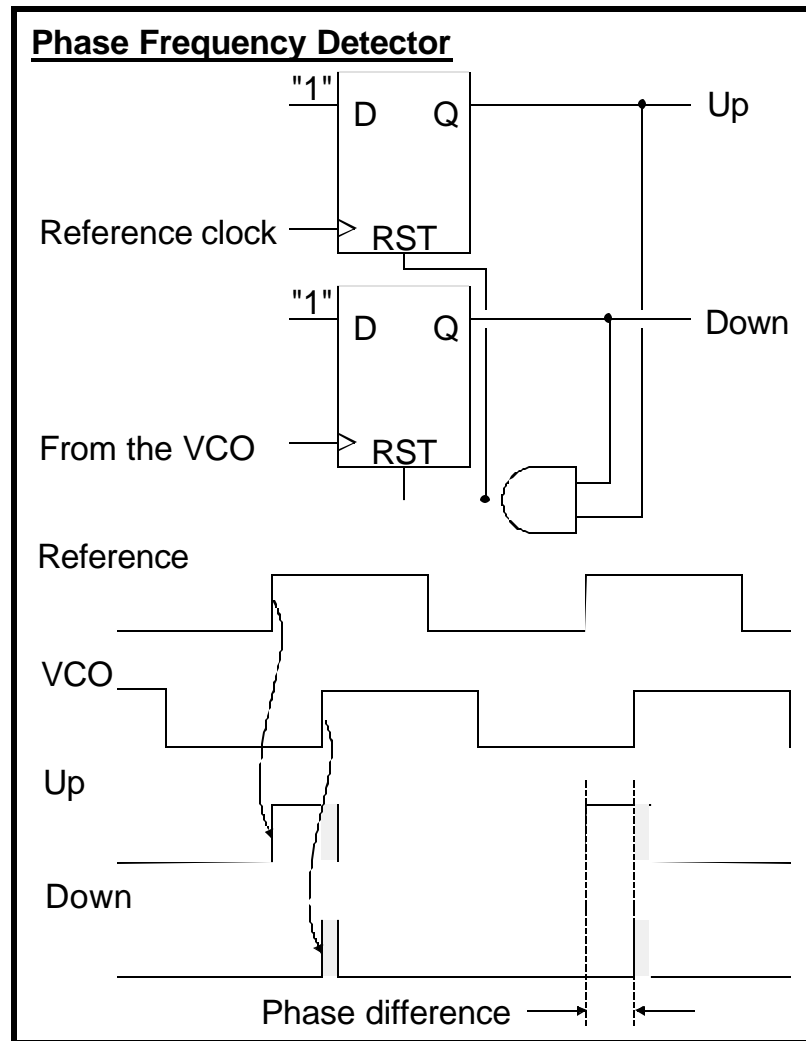 Phase Frequency Detector
"1"
D Q Up
Reference clock
RST
"1"
D Q Down
From the VCO
RST
Reference
VCO
Up
Down
Phase difference